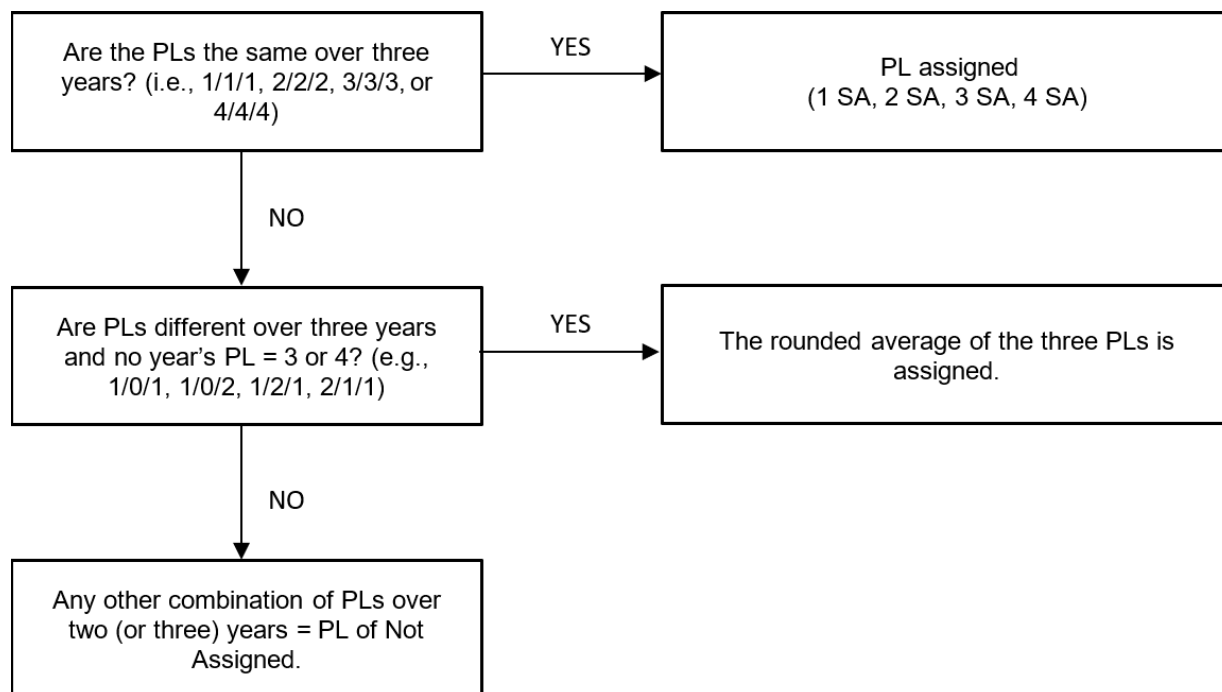 Are the PLs the same over three
years? (i.e., 1/1/1, 2/2/2, 3/3/3, or
4/4/4)
YES
PL assigned
(1 SA, 2 SA, 3 SA, 4 SA)
NO
Are PLs different over three years
and no year’s PL = 3 or 4? (e.g.,
1/0/1, 1/0/2, 1/2/1, 2/1/1)
YES
The rounded average of the three PLs is
assigned.
NO
Any other combination of PLs over
two (or three) years = PL of Not
Assigned.